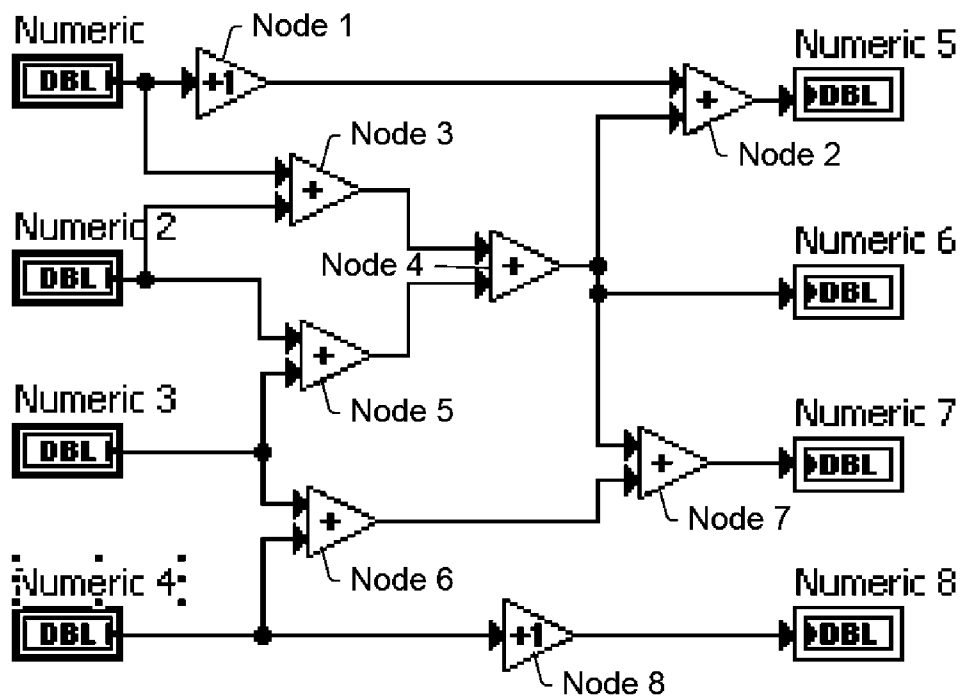 Numeric
DBL
Node 1
+1
Numeric 5
DBL
+
Node 2
Node 3
+
Numeric 2
DBL
Node 4
+
Numeric 6
DBL
+
Node 5
Numeric 3
DBL
Numeric 7
DBL
+
Node 7
+
Node 6
Numeric 4
DBL
+1
Node 8
Numeric 8
DBL